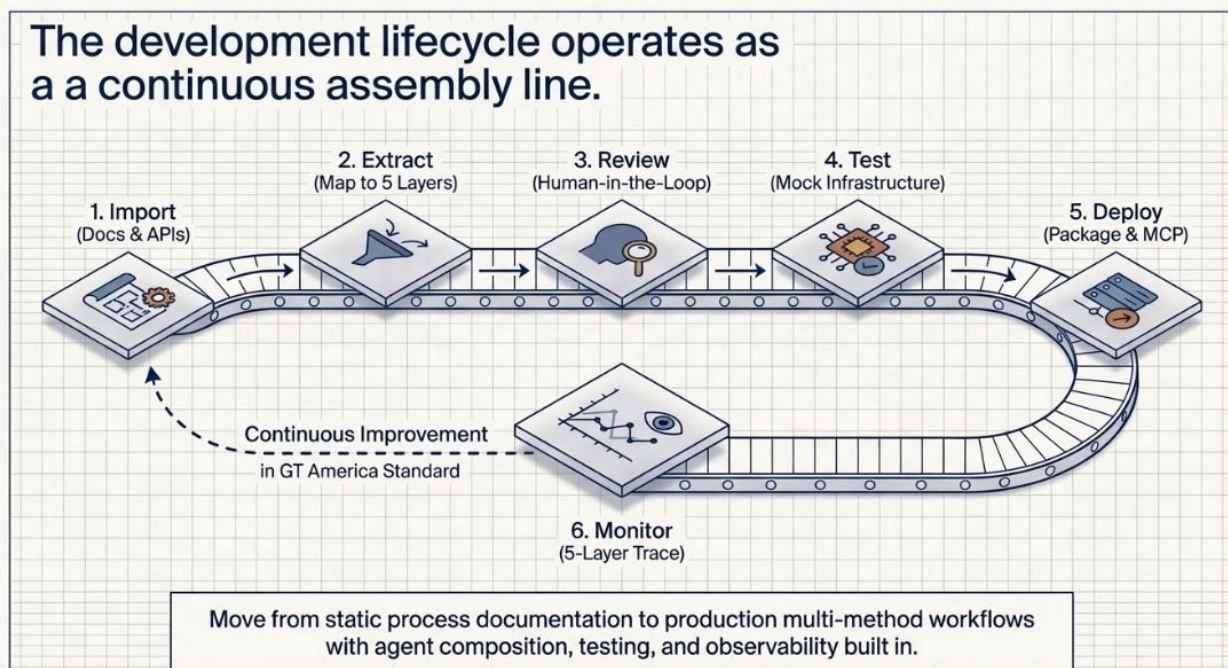 The development lifecycle operates as
a a continuous assembly line.
1. Import
(Docs & APIs)
2. Extract
(Map to 5 Layers)
3. Review
(Human-in-the-Loop)
4. Test
(Mock Infrastructure)
5. Deploy
(Package & MCP)
Continuous Improvement
in GT America Standard
6. Monitor
(5-Layer Trace)
Move from static process documentation to production multi-method workflows
with agent composition, testing, and observability built in.